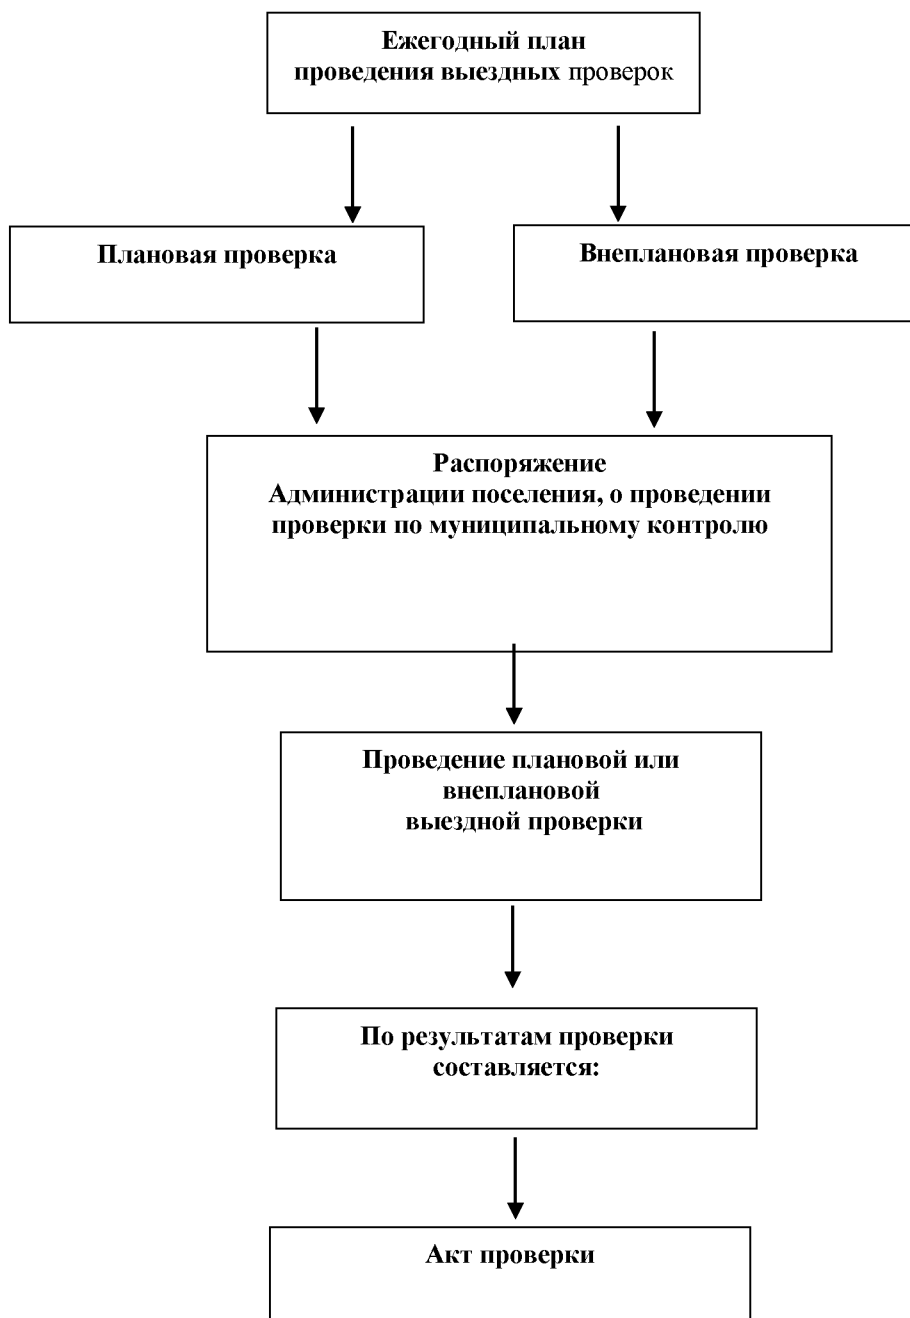 Ежегодный план
проведения выездных проверок
Плановая проверка
Внеплановая проверка
Распоряжение
Администрации поселения, о проведении
проверки по муниципальному контролю
Проведение плановой или
внеплановой
выездной проверки
По результатам проверки
составляется:
Акт проверки